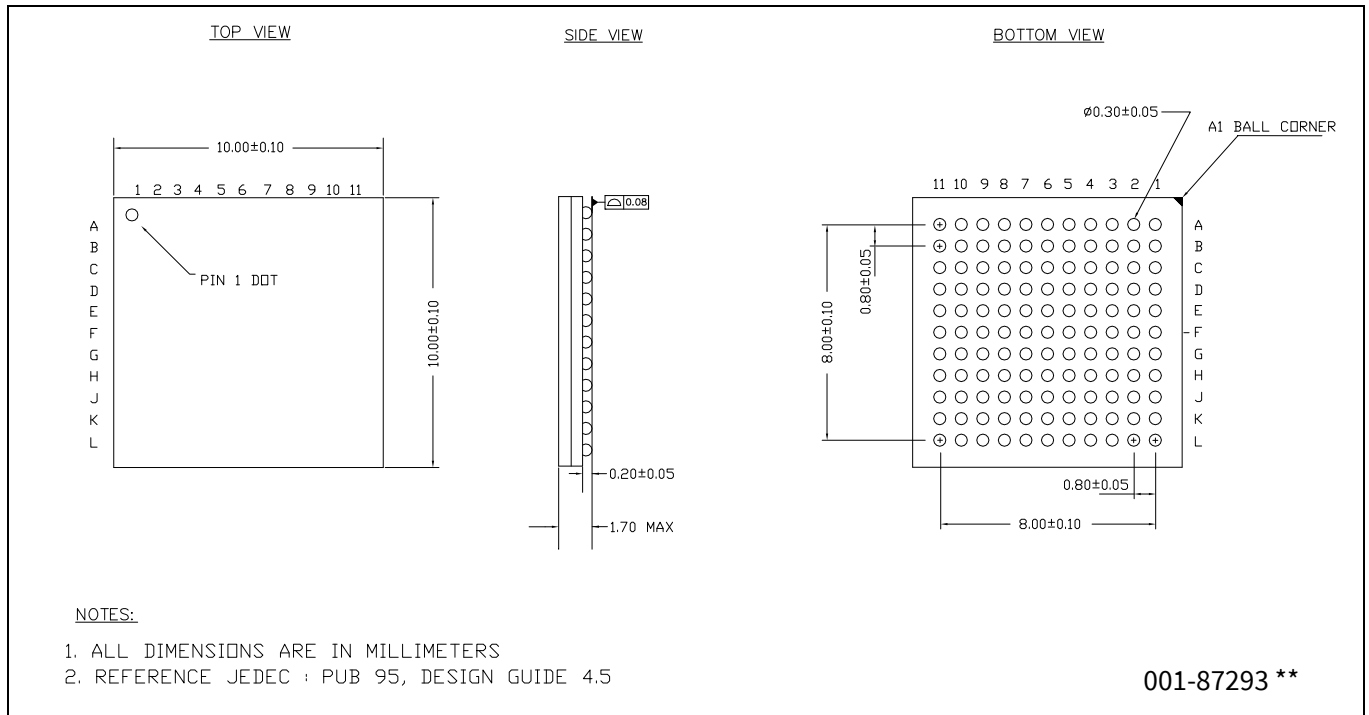 TOP VIEW
SIDE VIEW
BOTTOM VIEW
10.00±0.10
1 2 3 4 5 6 7 8 9 10 11
A
B
C
D
E
F
G
H
J
K
L
PIN 1 DOT
10.00±0.10
0.08
0.20±0.05
1.70 MAX
ø0.30±0.05
A1 BALL CORNER
11 10 9 8 7 6 5 4 3 2 1
A
B
C
D
E
F
G
H
J
K
L
8.00±0.10
0.80±0.05
0.80±0.05
8.00±0.10
NOTES:
1. ALL DIMENSIONS ARE IN MILLIMETERS
2. REFERENCE JEDEC : PUB 95, DESIGN GUIDE 4.5
001-87293 **